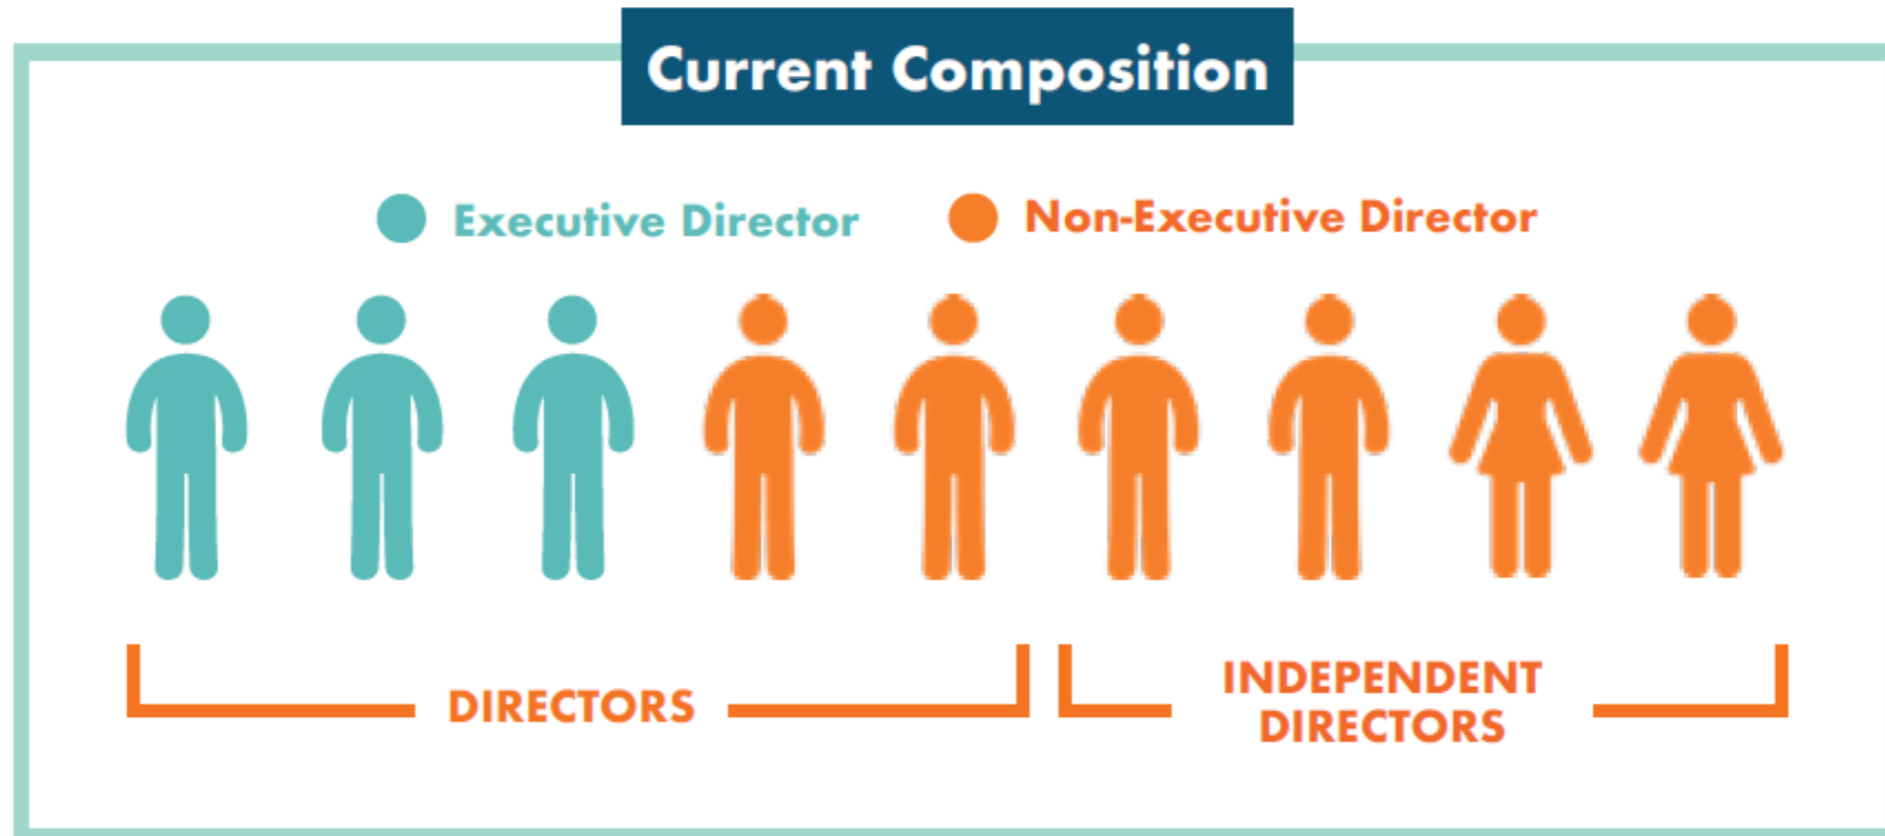 Current Composition
Executive Director
Non-Executive Director
DIRECTORS
INDEPENDENT
DIRECTORS